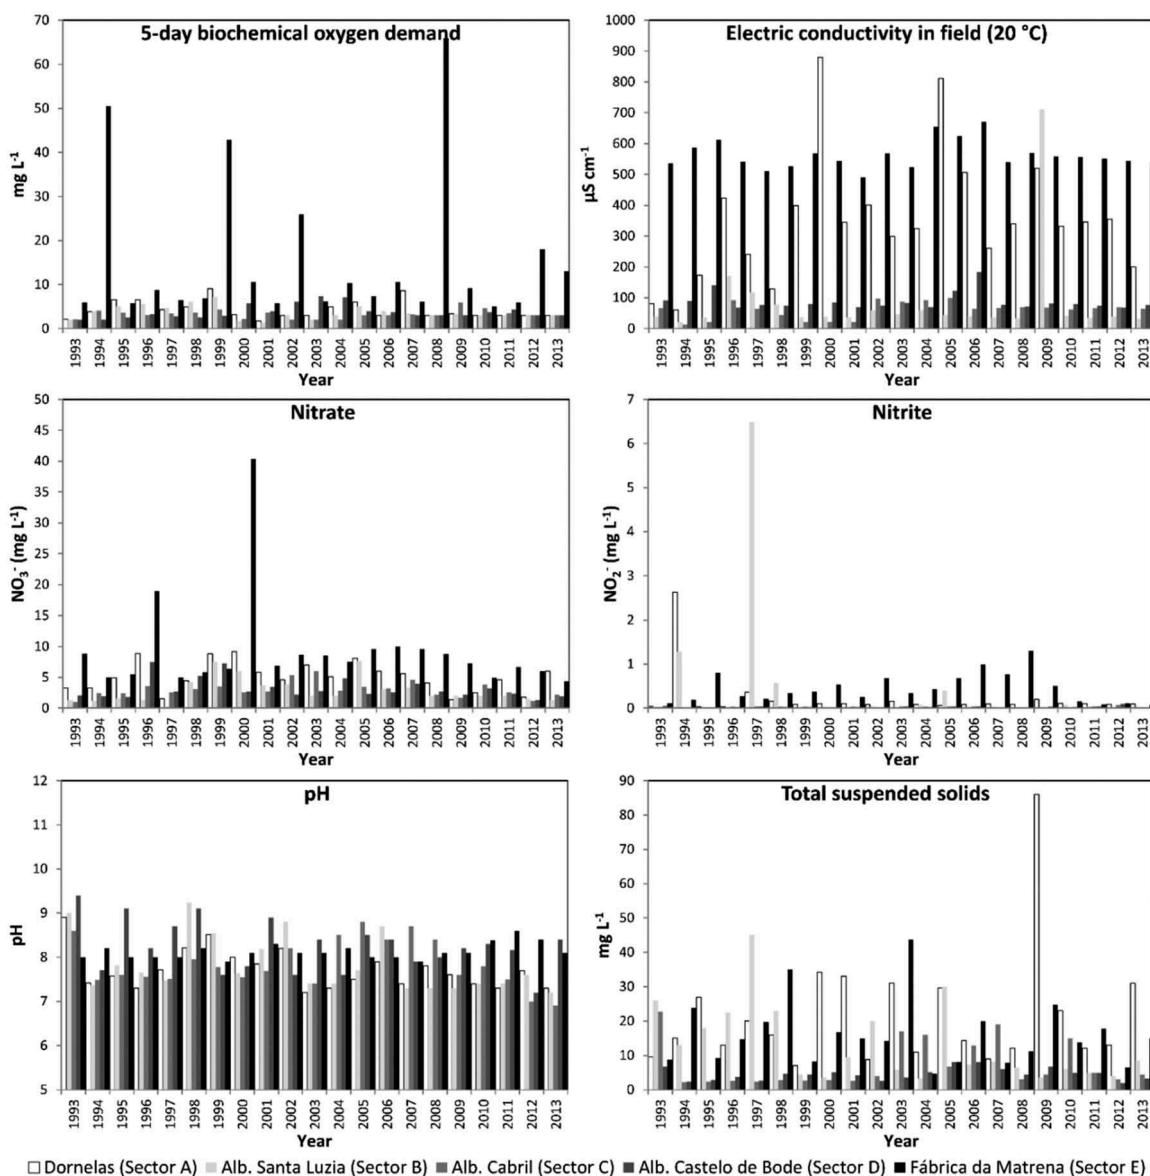 5-day biochemical oxygen demand
70
60
50
40
30
20
10
0
mg L⁻¹
1993 1994 1995 1996 1997 1998 1999 2000 2001 2002 2003 2004 2005 2006 2007 2008 2009 2010 2011 2012 2013
Year
Electric conductivity in field (20 °C)
1000
900
800
700
600
500
400
300
200
100
0
µS cm⁻¹
1993 1994 1995 1996 1997 1998 1999 2000 2001 2002 2003 2004 2005 2006 2007 2008 2009 2010 2011 2012 2013
Year
Nitrate
50
45
40
35
30
25
20
15
10
5
0
NO₃⁻ (mg L⁻¹)
1993 1994 1995 1996 1997 1998 1999 2000 2001 2002 2003 2004 2005 2006 2007 2008 2009 2010 2011 2012 2013
Year
Nitrite
7
6
5
4
3
2
1
0
NO₂⁻ (mg L⁻¹)
1993 1994 1995 1996 1997 1998 1999 2000 2001 2002 2003 2004 2005 2006 2007 2008 2009 2010 2011 2012 2013
Year
pH
12
11
10
9
8
7
6
5
pH
1993 1994 1995 1996 1997 1998 1999 2000 2001 2002 2003 2004 2005 2006 2007 2008 2009 2010 2011 2012 2013
Year
Total suspended solids
90
80
70
60
50
40
30
20
10
0
mg L⁻¹
1993 1994 1995 1996 1997 1998 1999 2000 2001 2002 2003 2004 2005 2006 2007 2008 2009 2010 2011 2012 2013
Year
Dornelas (Sector A) Alb. Santa Luzia (Sector B) Alb. Cabril (Sector C) Alb. Castelo de Bode (Sector D) Fábrica da Matrena (Sector E)